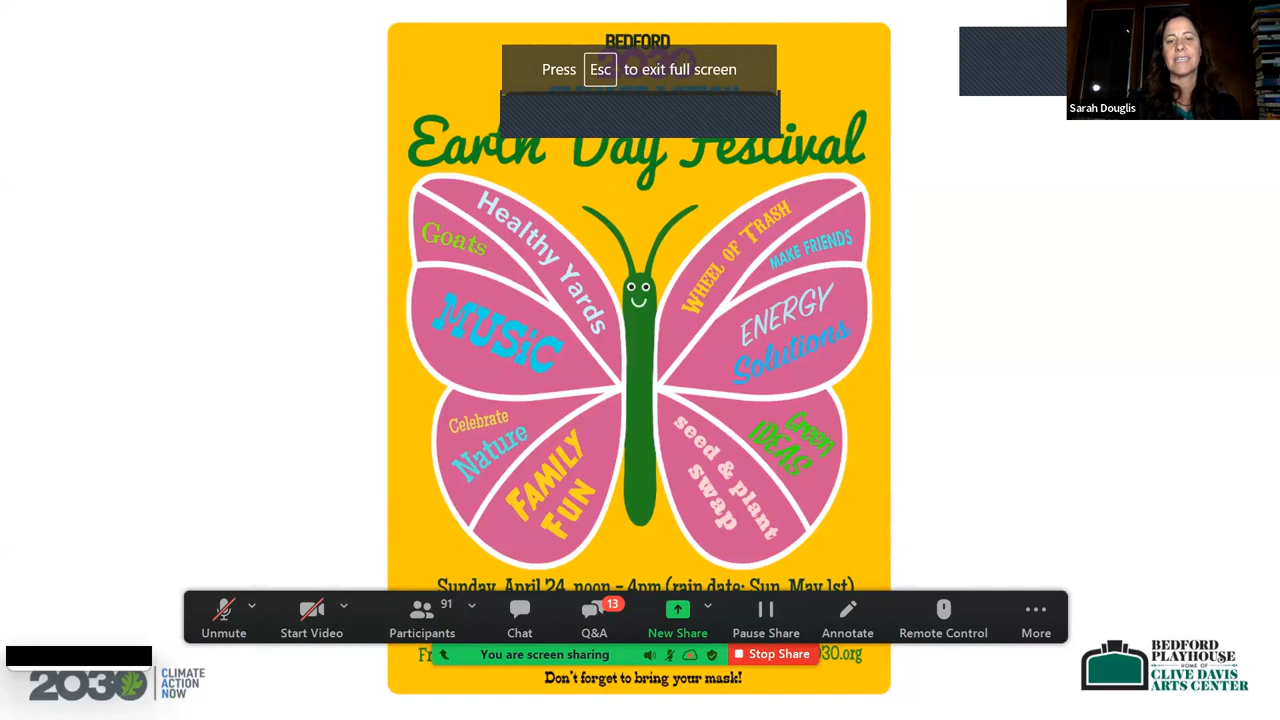 BEDFORD
Press Esc to exit full screen
Sarah Douglis
Earth Day Festival
Healthy Yards
Goats
MUSiC
Celebrate
Nature
FAMILY
FUN
WHEEL OF TRASH
MAKE FRIENDS
ENERGY
Solutions
Green
IDEAS
seed & plant
swap
Sunday, April 24, noon - 4pm (rain date: Sun. May 1st)
91
13
Unmute
Start Video
Participants
Chat
Q&A
New Share
Pause Share
Annotate
Remote Control
More
You are screen sharing
Stop Share
30.org
Don't forget to bring your mask!
2030
CLIMATE
ACTION
NOW
BEDFORD
PLAYHOUSE
HOME OF
CLIVE DAVIS
ARTS CENTER